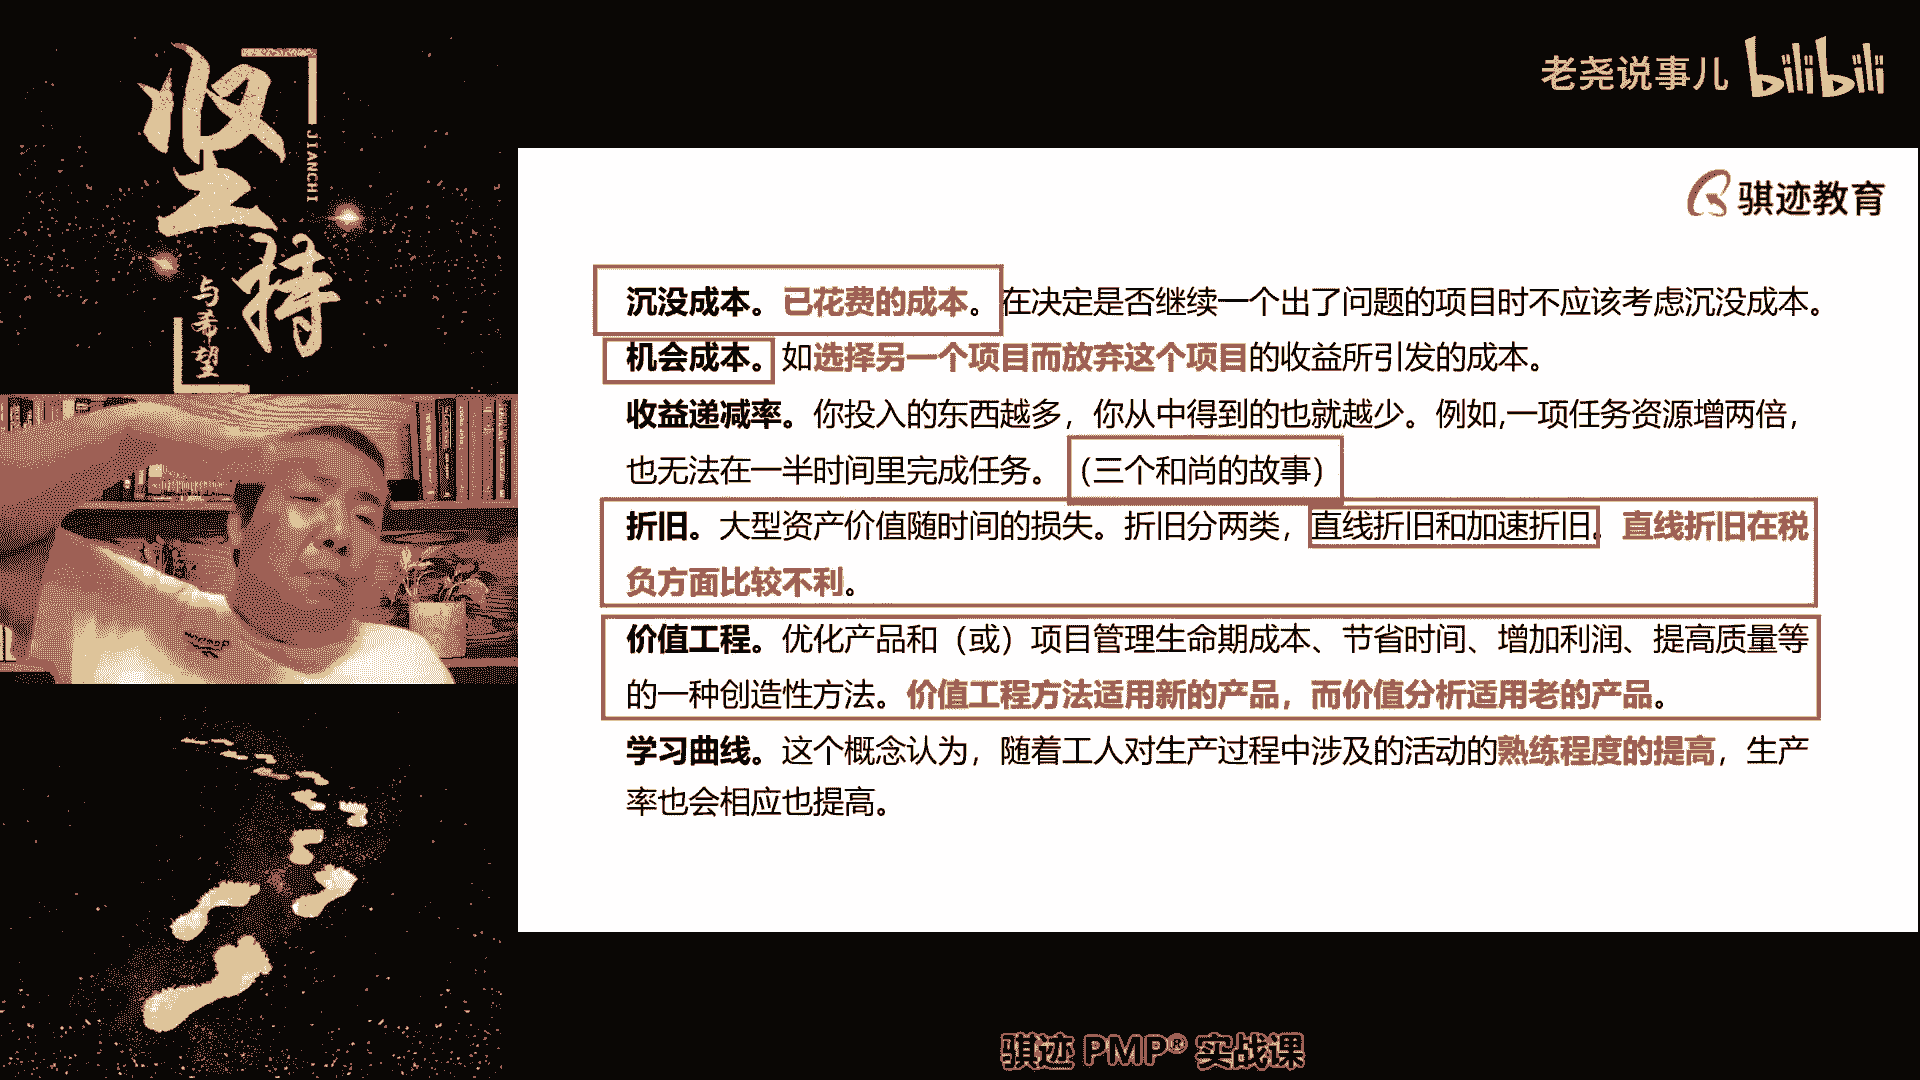 坚持
JIANCHI
与希望
老尧说事儿 bilibili
骐迹教育
沉没成本。已花费的成本。在决定是否继续一个出了问题的项目时不应该考虑沉没成本。
机会成本。如选择另一个项目而放弃这个项目的收益所引发的成本。
收益递减率。你投入的东西越多，你从中得到的也就越少。例如,一项任务资源增两倍，
也无法在一半时间里完成任务。（三个和尚的故事）
折旧。大型资产价值随时间的损失。折旧分两类，直线折旧和加速折旧。直线折旧在税
负方面比较不利。
价值工程。优化产品和（或）项目管理生命期成本、节省时间、增加利润、提高质量等
的一种创造性方法。价值工程方法适用新的产品，而价值分析适用老的产品。
学习曲线。这个概念认为，随着工人对生产过程中涉及的活动的熟练程度的提高，生产
率也会相应也提高。
骐迹 PMP® 实战课